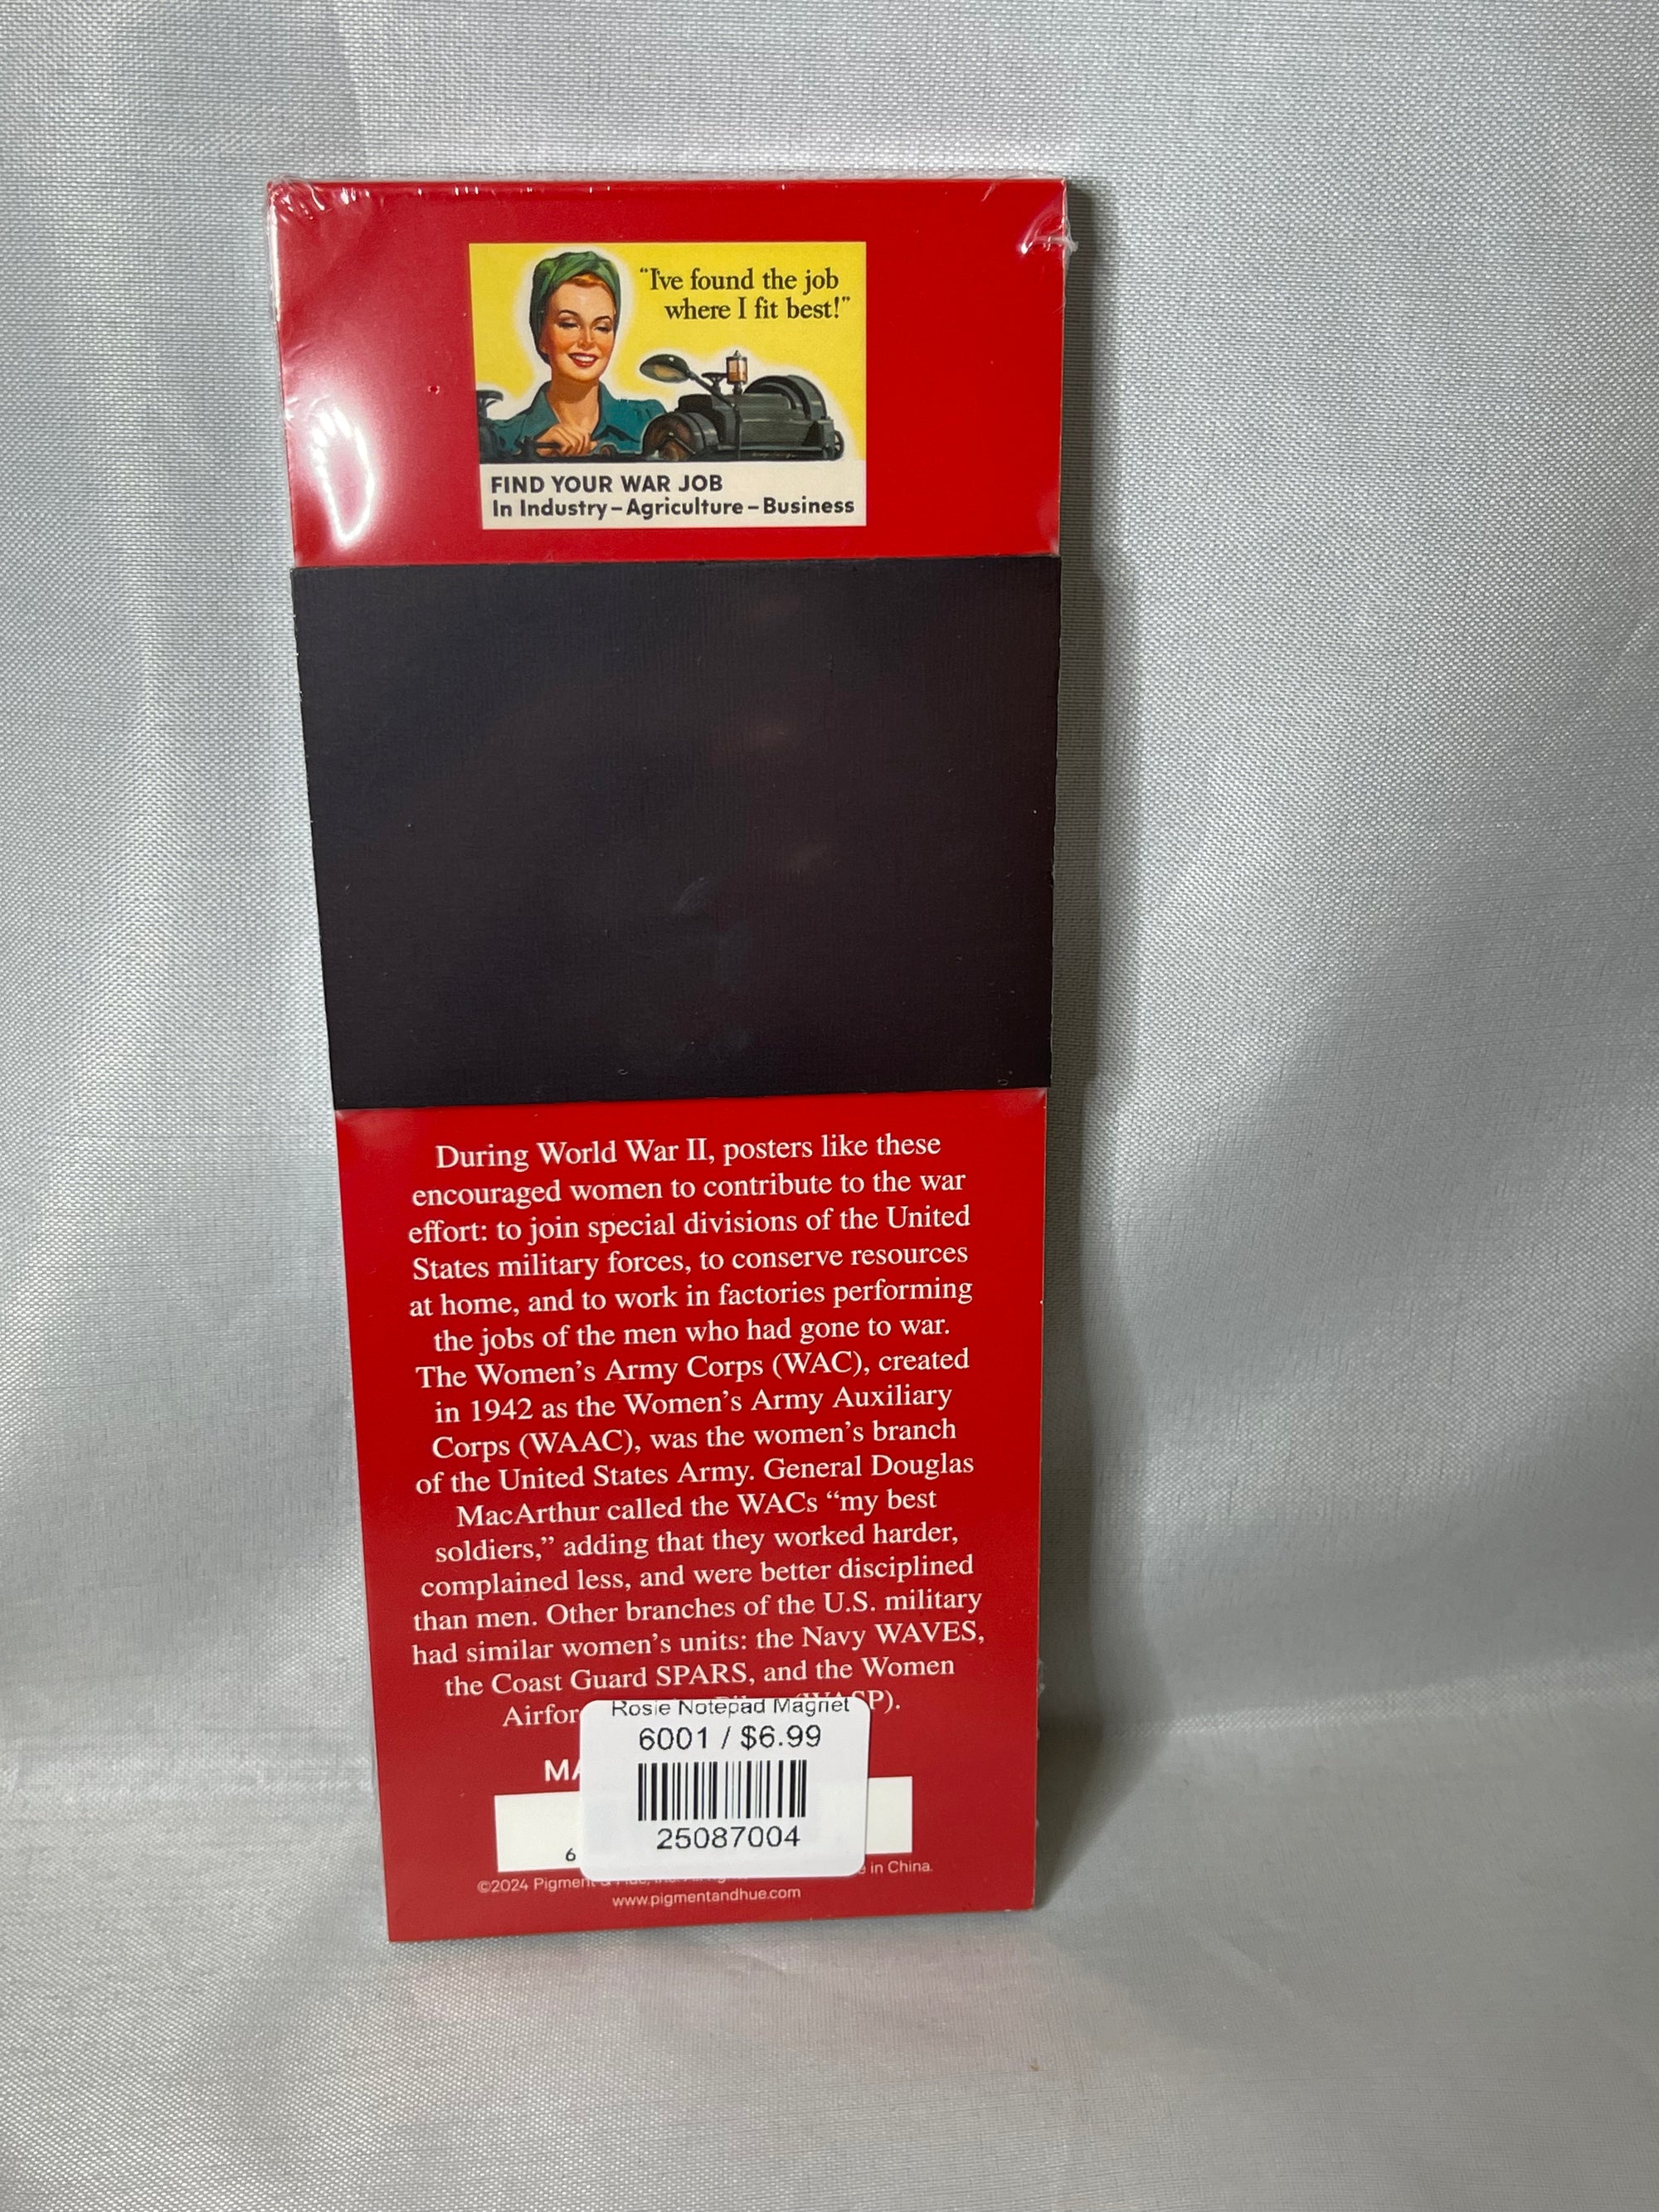 "I've found the job
where I fit best!"
FIND YOUR WAR JOB
In Industry – Agriculture – Business
During World War II, posters like these
encouraged women to contribute to the war
effort: to join special divisions of the United
States military forces, to conserve resources
at home, and to work in factories performing
the jobs of the men who had gone to war.
The Women's Army Corps (WAC), created
in 1942 as the Women's Army Auxiliary
Corps (WAAC), was the women's branch
of the United States Army. General Douglas
MacArthur called the WACs “my best
soldiers,” adding that they worked harder,
complained less, and were better disciplined
than men. Other branches of the U.S. military
had similar women's units: the Navy WAVES,
the Coast Guard SPARS, and the Women
Airfor (WASP).
Rosie Notepad Magnet
6001 / $6.99
MA
25087004
6
©2024 Pigment & Hue, in China.
www.pigmentandhue.com